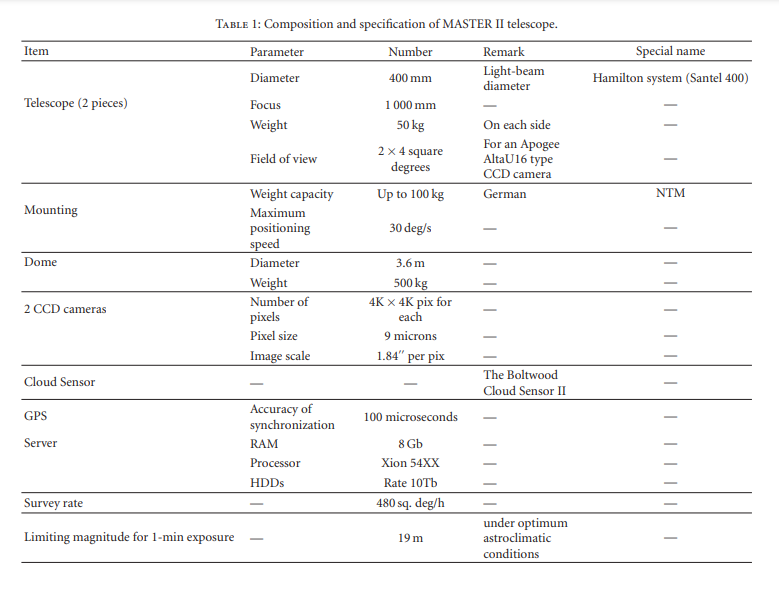 TABLE 1: Composition and specification of MASTER II telescope.
Item Parameter Number Remark Special name
Telescope (2 pieces) Diameter 400 mm Light-beam diameter Hamilton system (Santel 400)
Focus 1 000 mm — —
Weight 50 kg On each side —
Field of view 2 × 4 square degrees For an Apogee AltaU16 type CCD camera —
Mounting Weight capacity Up to 100 kg German NTM
Maximum positioning speed 30 deg/s — —
Dome Diameter 3.6 m — —
Weight 500 kg — —
2 CCD cameras Number of pixels 4K × 4K pix for each — —
Pixel size 9 microns — —
Image scale 1.84″ per pix — —
Cloud Sensor — — The Boltwood Cloud Sensor II —
GPS Accuracy of synchronization 100 microseconds — —
Server RAM 8 Gb — —
Processor Xion 54XX — —
HDDs Rate 10Tb — —
Survey rate — 480 sq. deg/h — —
Limiting magnitude for 1-min exposure — 19 m under optimum astroclimatic conditions —